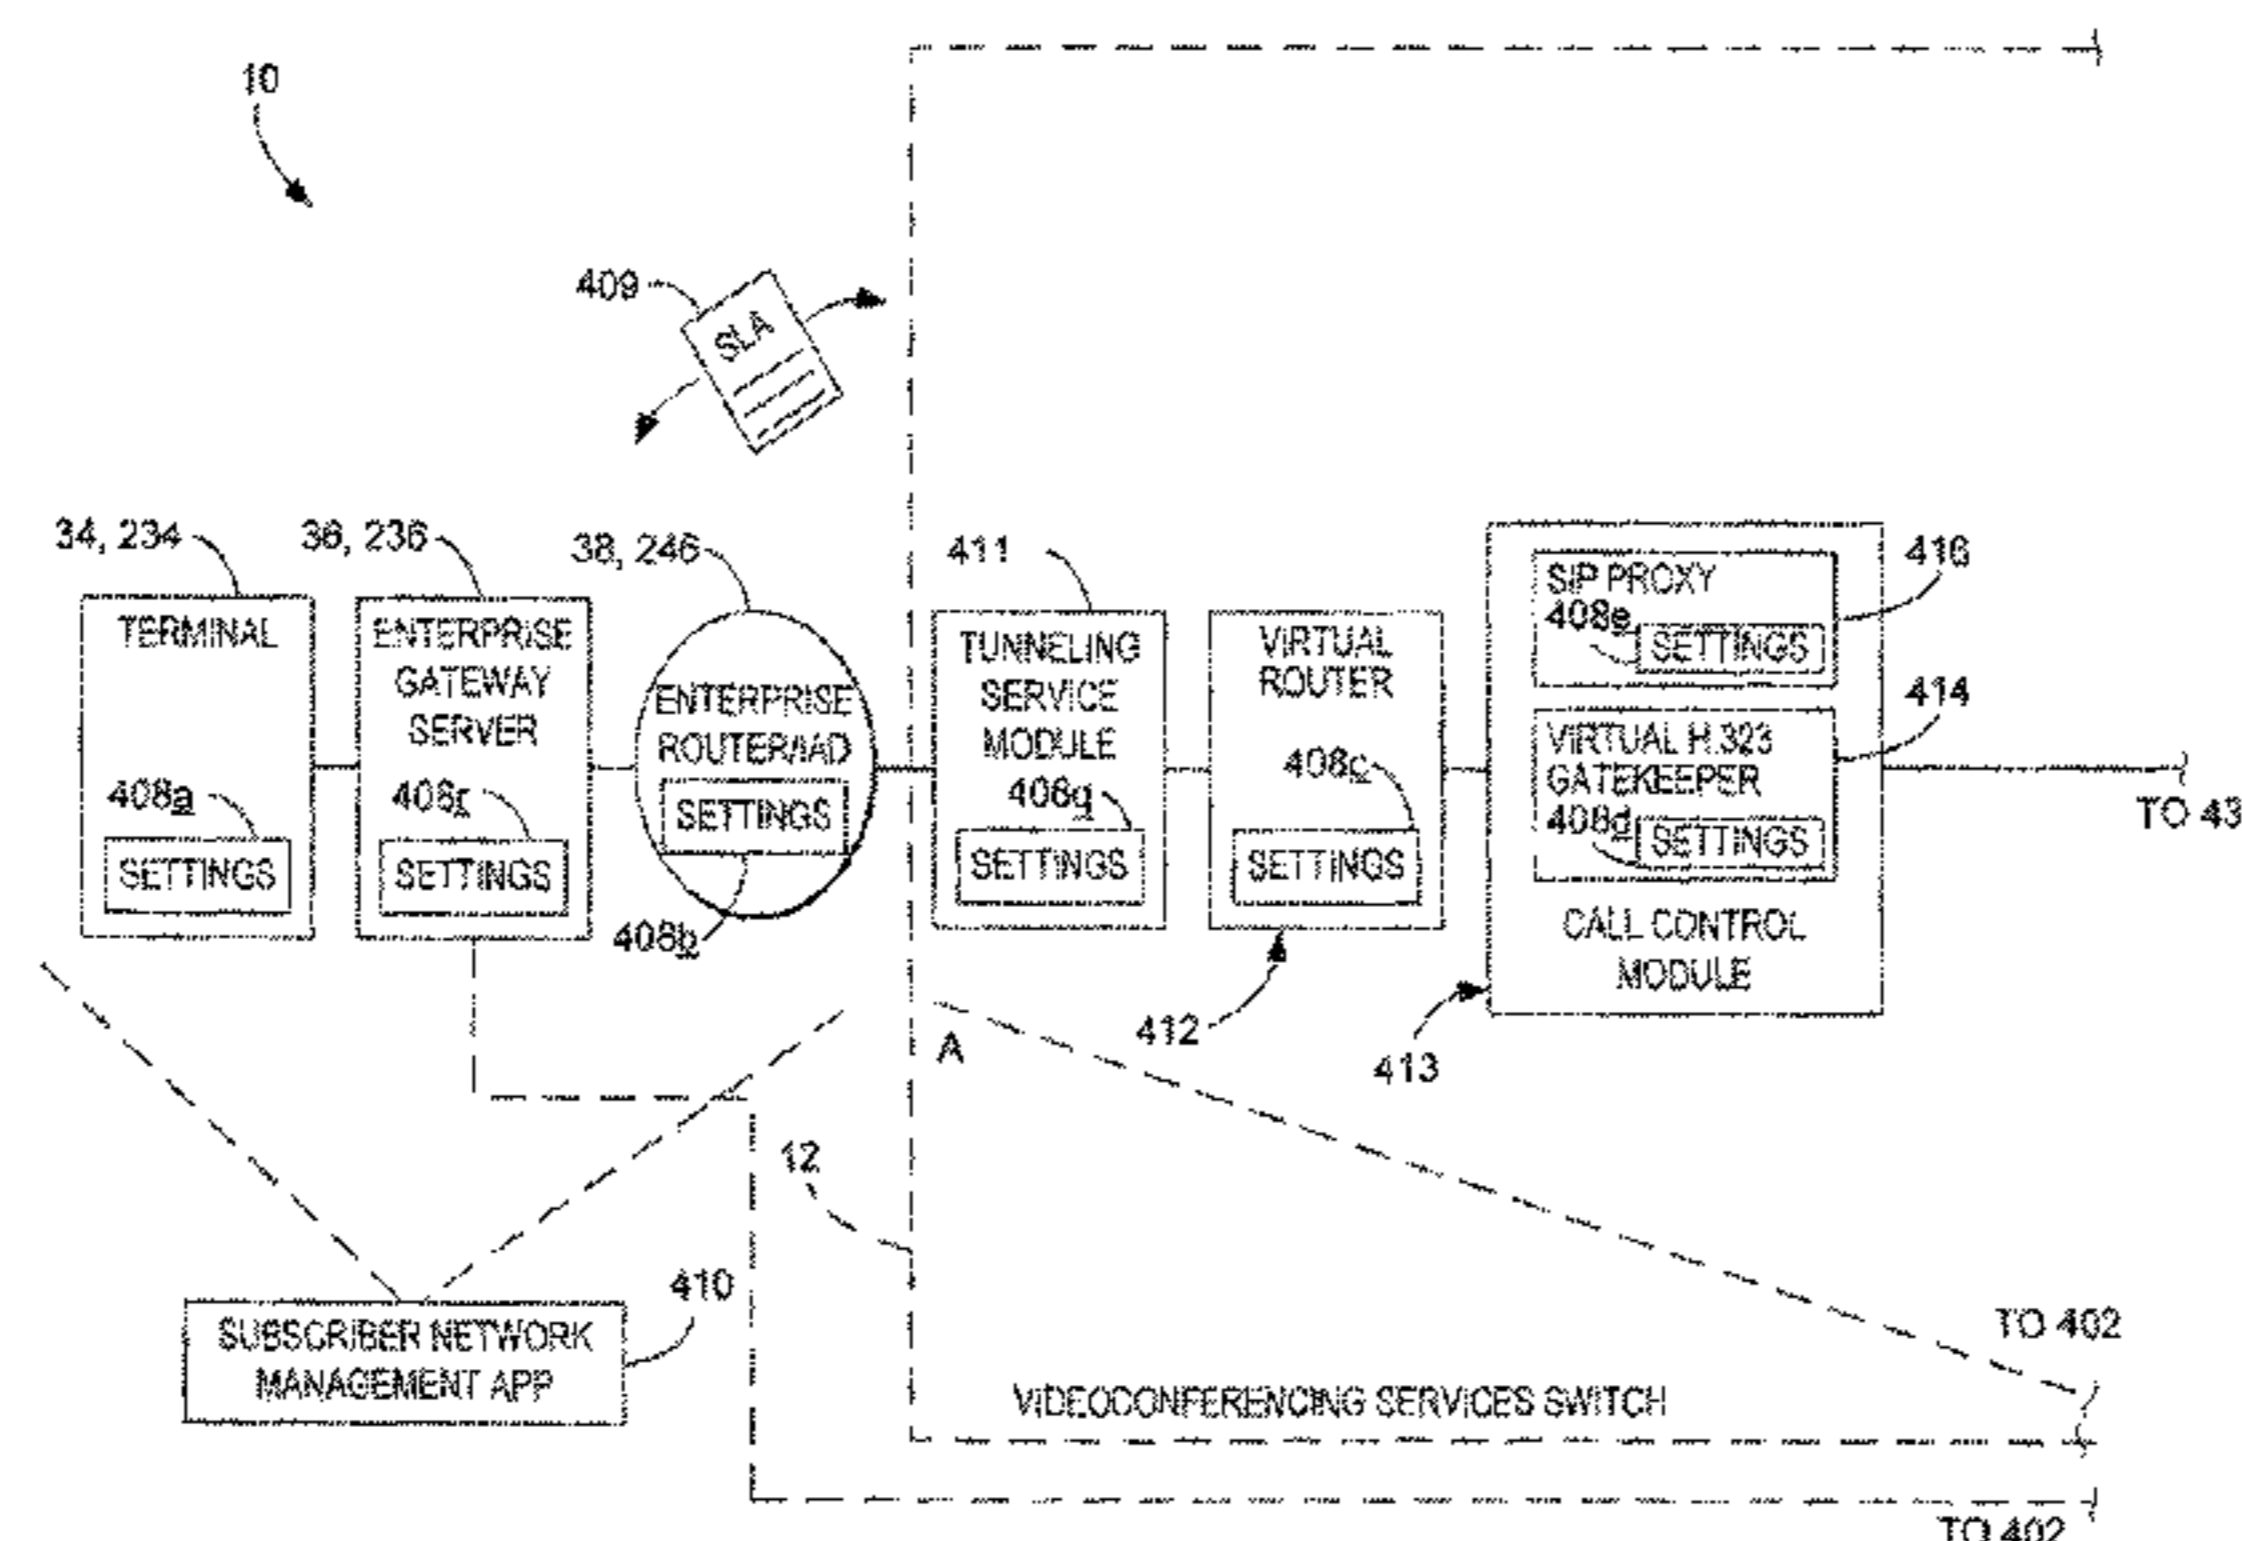 10
409
SLA
34, 234
36, 236
38, 246
411
416
TERMINAL
ENTERPRISE
GATEWAY
SERVER
ENTERPRISE
ROUTER/IAD
TUNNELING
SERVICE
MODULE
VIRTUAL
ROUTER
SIP PROXY
408e
SETTINGS
414
VIRTUAL H.323
GATEKEEPER
408d
SETTINGS
CALL CONTROL
MODULE
408a
SETTINGS
408r
SETTINGS
SETTINGS
408b
408q
SETTINGS
408c
SETTINGS
TO 43
412
413
A
12
410
SUBSCRIBER NETWORK
MANAGEMENT APP
TO 402
VIDEOCONFERENCING SERVICES SWITCH
TO 402